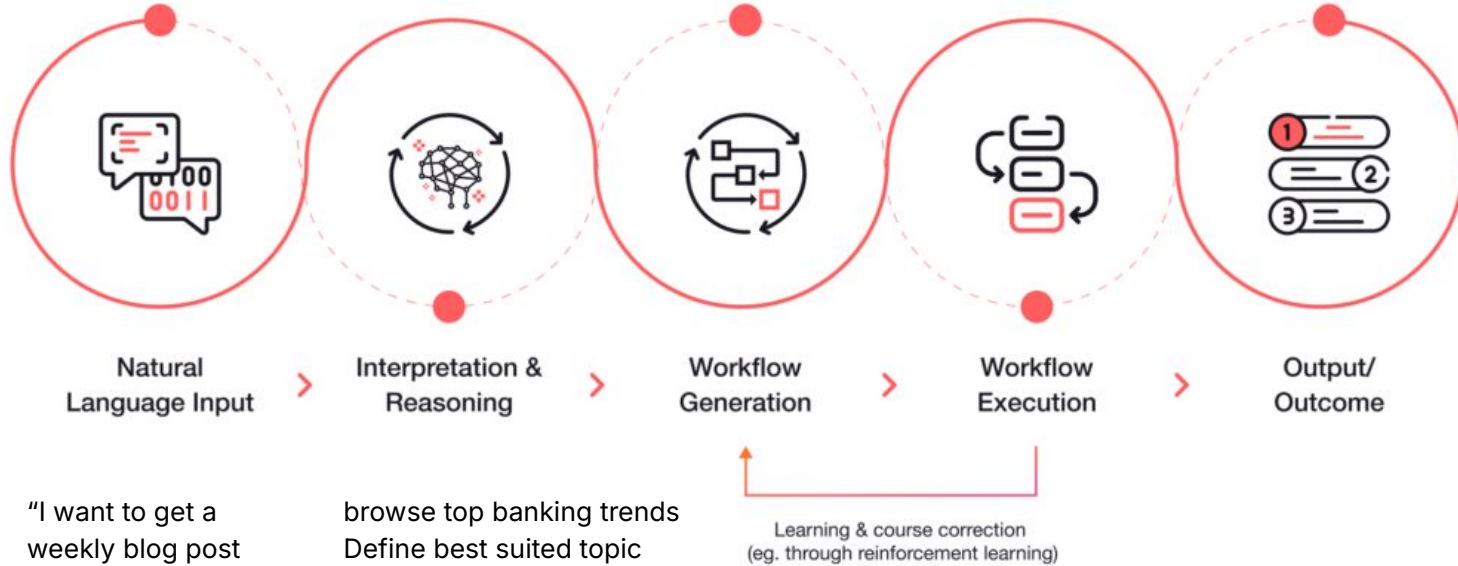 0100
0011
1
2
3
Natural
Language Input
Interpretation &
Reasoning
Workflow
Generation
Workflow
Execution
Output/
Outcome
“I want to get a
weekly blog post
browse top banking trends
Define best suited topic
Learning & course correction
(eg. through reinforcement learning)